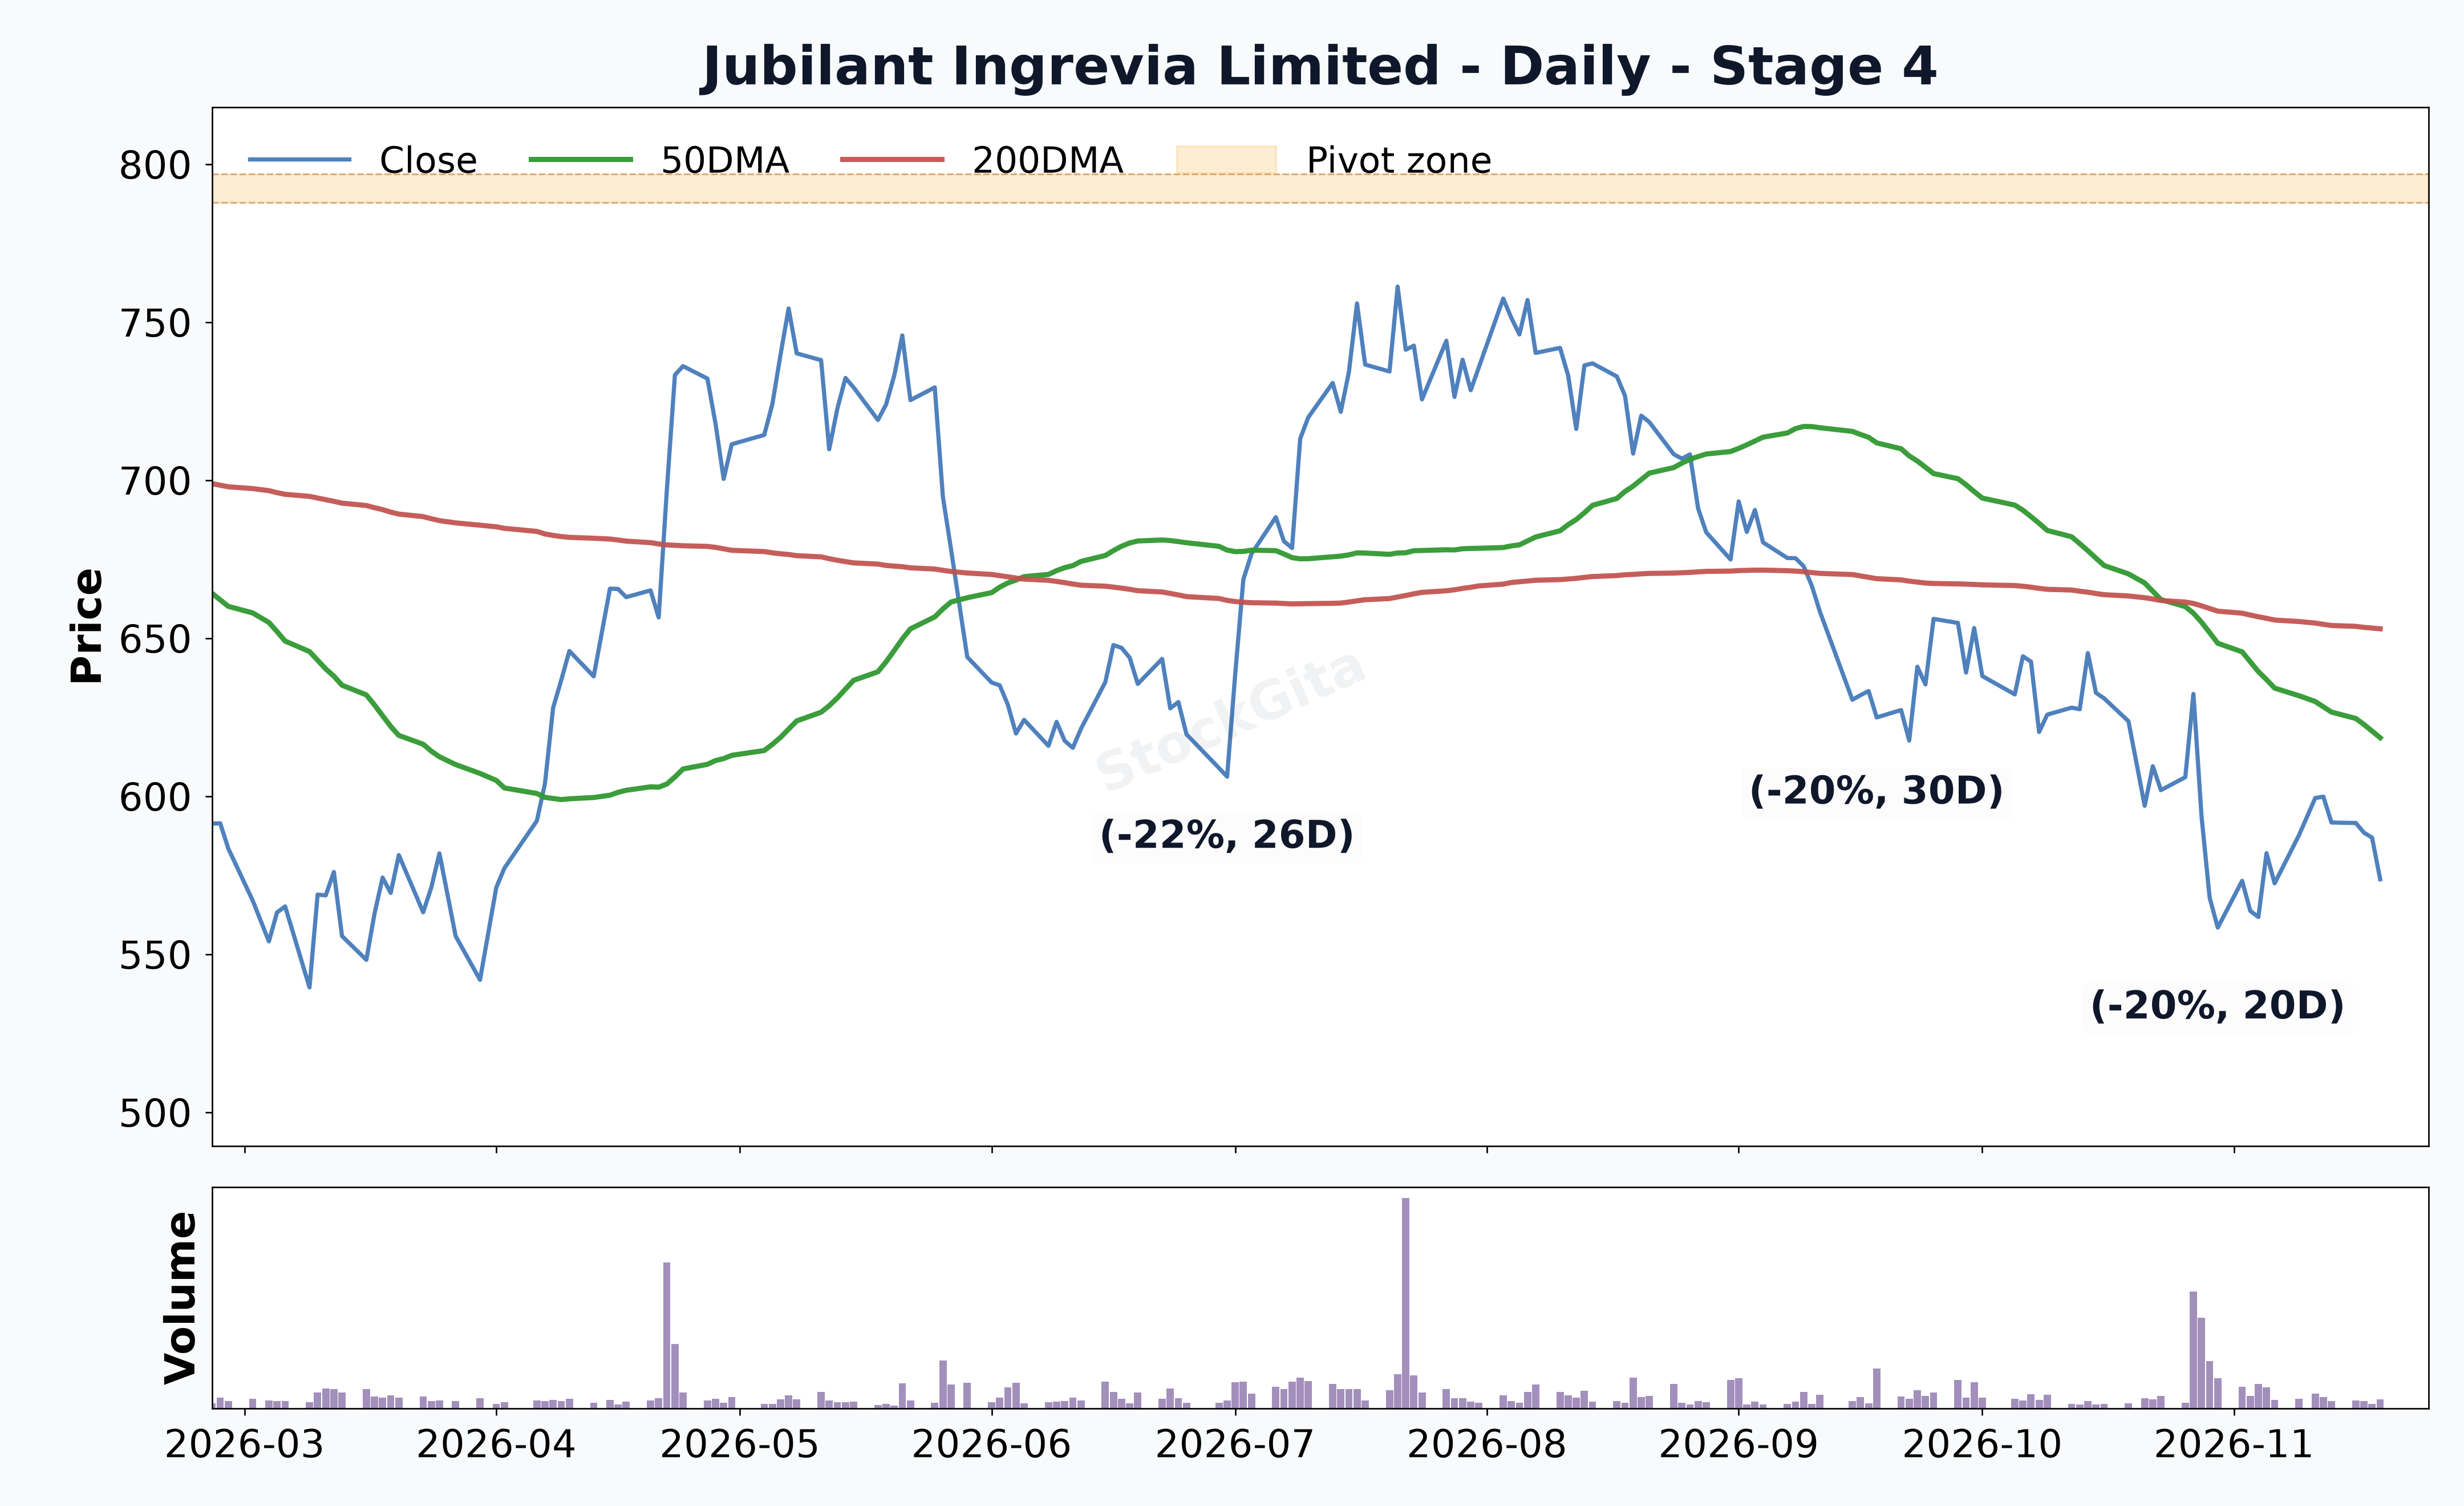 Jubilant Ingrevia Limited - Daily - Stage 4
Close 50DMA 200DMA Pivot zone
800
750
700
650
600
550
500
Price
StockGita
(-22%, 26D)
(-20%, 30D)
(-20%, 20D)
Volume
2026-03 2026-04 2026-05 2026-06 2026-07 2026-08 2026-09 2026-10 2026-11